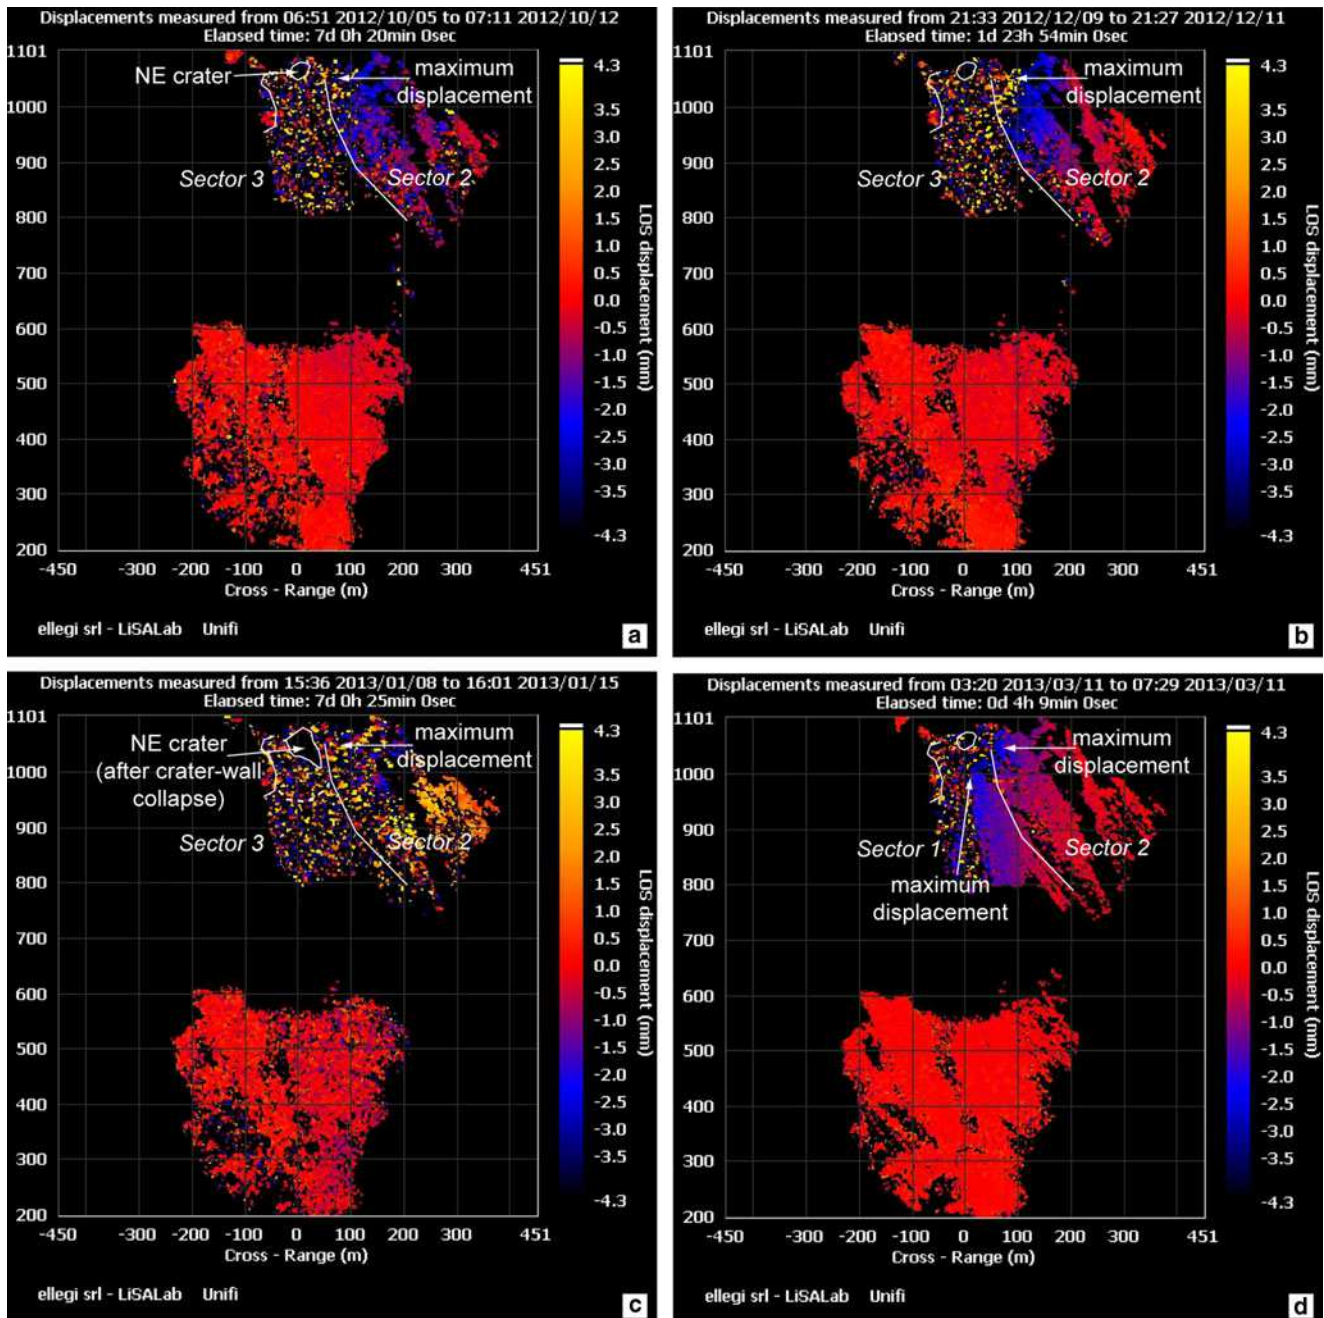 Displacements measured from 06:51 2012/10/05 to 07:11 2012/10/12
Elapsed time: 7d 0h 20min 0sec
1101
1000
900
800
700
600
500
400
300
200
NE crater
maximum
displacement
Sector 3
Sector 2
4.3
3.5
3.0
2.5
2.0
1.5
1.0
0.5
0.0
-0.5
-1.0
-1.5
-2.0
-2.5
-3.0
-3.5
-4.3
LOS displacement (mm)
-450 -300 -200 -100 0 100 200 300 451
Cross - Range (m)
ellegi srl - LiSALab Unifi
a
Displacements measured from 21:33 2012/12/09 to 21:27 2012/12/11
Elapsed time: 1d 23h 54min 0sec
1101
1000
900
800
700
600
500
400
300
200
maximum
displacement
Sector 3
Sector 2
4.3
3.5
3.0
2.5
2.0
1.5
1.0
0.5
0.0
-0.5
-1.0
-1.5
-2.0
-2.5
-3.0
-3.5
-4.3
LOS displacement (mm)
-450 -300 -200 -100 0 100 200 300 451
Cross - Range (m)
ellegi srl - LiSALab Unifi
b
Displacements measured from 15:36 2013/01/08 to 16:01 2013/01/15
Elapsed time: 7d 0h 25min 0sec
1101
1000
900
800
700
600
500
400
300
200
NE crater
(after crater-wall
collapse)
maximum
displacement
Sector 3
Sector 2
4.3
3.5
3.0
2.5
2.0
1.5
1.0
0.5
0.0
-0.5
-1.0
-1.5
-2.0
-2.5
-3.0
-3.5
-4.3
LOS displacement (mm)
-450 -300 -200 -100 0 100 200 300 451
Cross - Range (m)
ellegi srl - LiSALab Unifi
c
Displacements measured from 03:20 2013/03/11 to 07:29 2013/03/11
Elapsed time: 0d 4h 9min 0sec
1101
1000
900
800
700
600
500
400
300
200
maximum
displacement
Sector 1
Sector 2
maximum
displacement
4.3
3.5
3.0
2.5
2.0
1.5
1.0
0.5
0.0
-0.5
-1.0
-1.5
-2.0
-2.5
-3.0
-3.5
-4.3
LOS displacement (mm)
-450 -300 -200 -100 0 100 200 300 451
Cross - Range (m)
ellegi srl - LiSALab Unifi
d